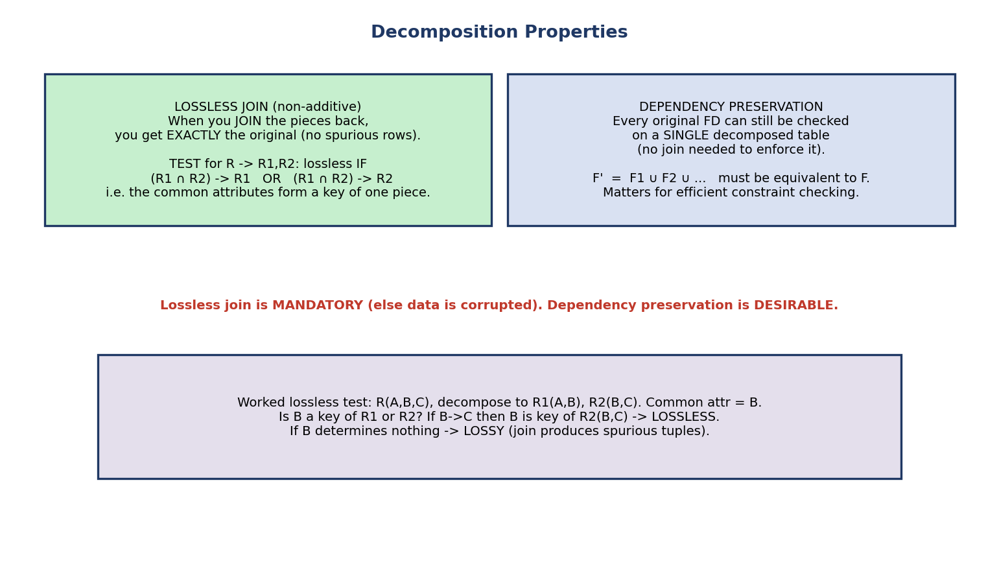 Decomposition Properties
LOSSLESS JOIN (non-additive)
When you JOIN the pieces back,
you get EXACTLY the original (no spurious rows).
TEST for R -> R1,R2: lossless IF
(R1 ∩ R2) -> R1   OR   (R1 ∩ R2) -> R2
i.e. the common attributes form a key of one piece.
DEPENDENCY PRESERVATION
Every original FD can still be checked
on a SINGLE decomposed table
(no join needed to enforce it).
F'  =  F1 ∪ F2 ∪ ...   must be equivalent to F.
Matters for efficient constraint checking.
Lossless join is MANDATORY (else data is corrupted). Dependency preservation is DESIRABLE.
Worked lossless test: R(A,B,C), decompose to R1(A,B), R2(B,C). Common attr = B.
Is B a key of R1 or R2? If B->C then B is key of R2(B,C) -> LOSSLESS.
If B determines nothing -> LOSSY (join produces spurious tuples).